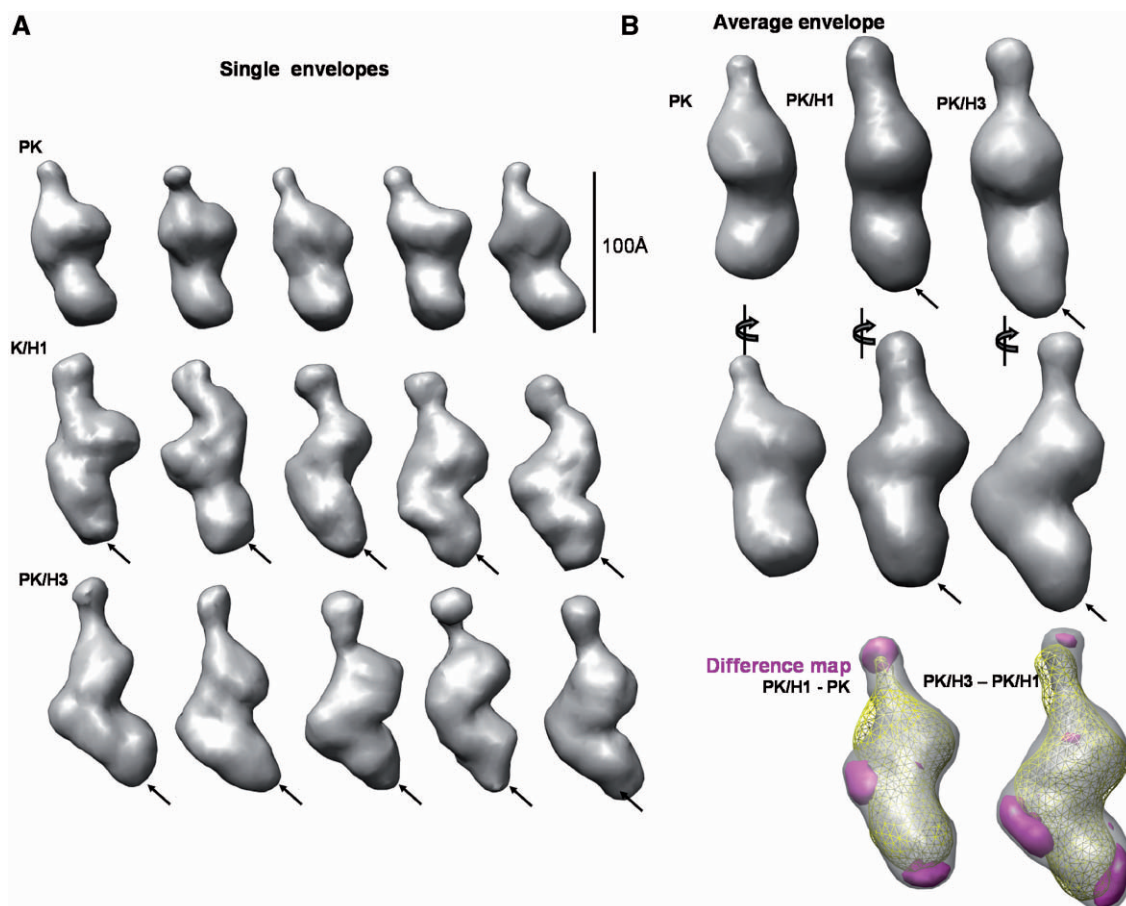 A
Single envelopes
PK
100Å
K/H1
PK/H3
B
Average envelope
PK
PK/H1
PK/H3
Difference map
PK/H1 - PK
PK/H3 – PK/H1